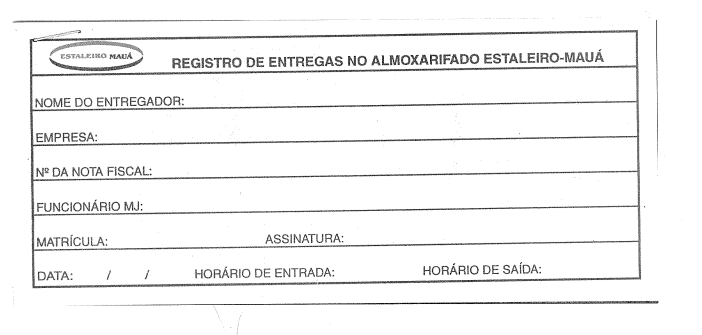 ESTALEIRO MAUÁ
REGISTRO DE ENTREGAS NO ALMOXARIFADO ESTALEIRO-MAUÁ
NOME DO ENTREGADOR:
EMPRESA:
Nº DA NOTA FISCAL:
FUNCIONÁRIO MJ:
MATRÍCULA: ASSINATURA:
DATA: / / HORÁRIO DE ENTRADA: HORÁRIO DE SAÍDA: